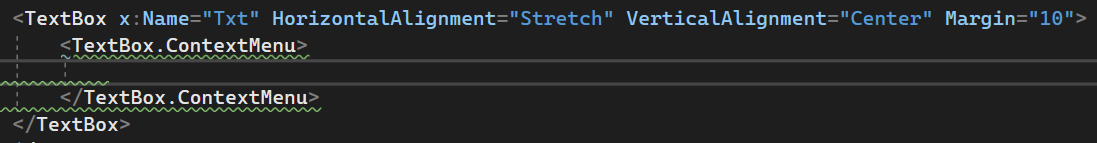 <TextBox x:Name="Txt" HorizontalAlignment="Stretch" VerticalAlignment="Center" Margin="10">
<TextBox.ContextMenu>
</TextBox.ContextMenu>
</TextBox>